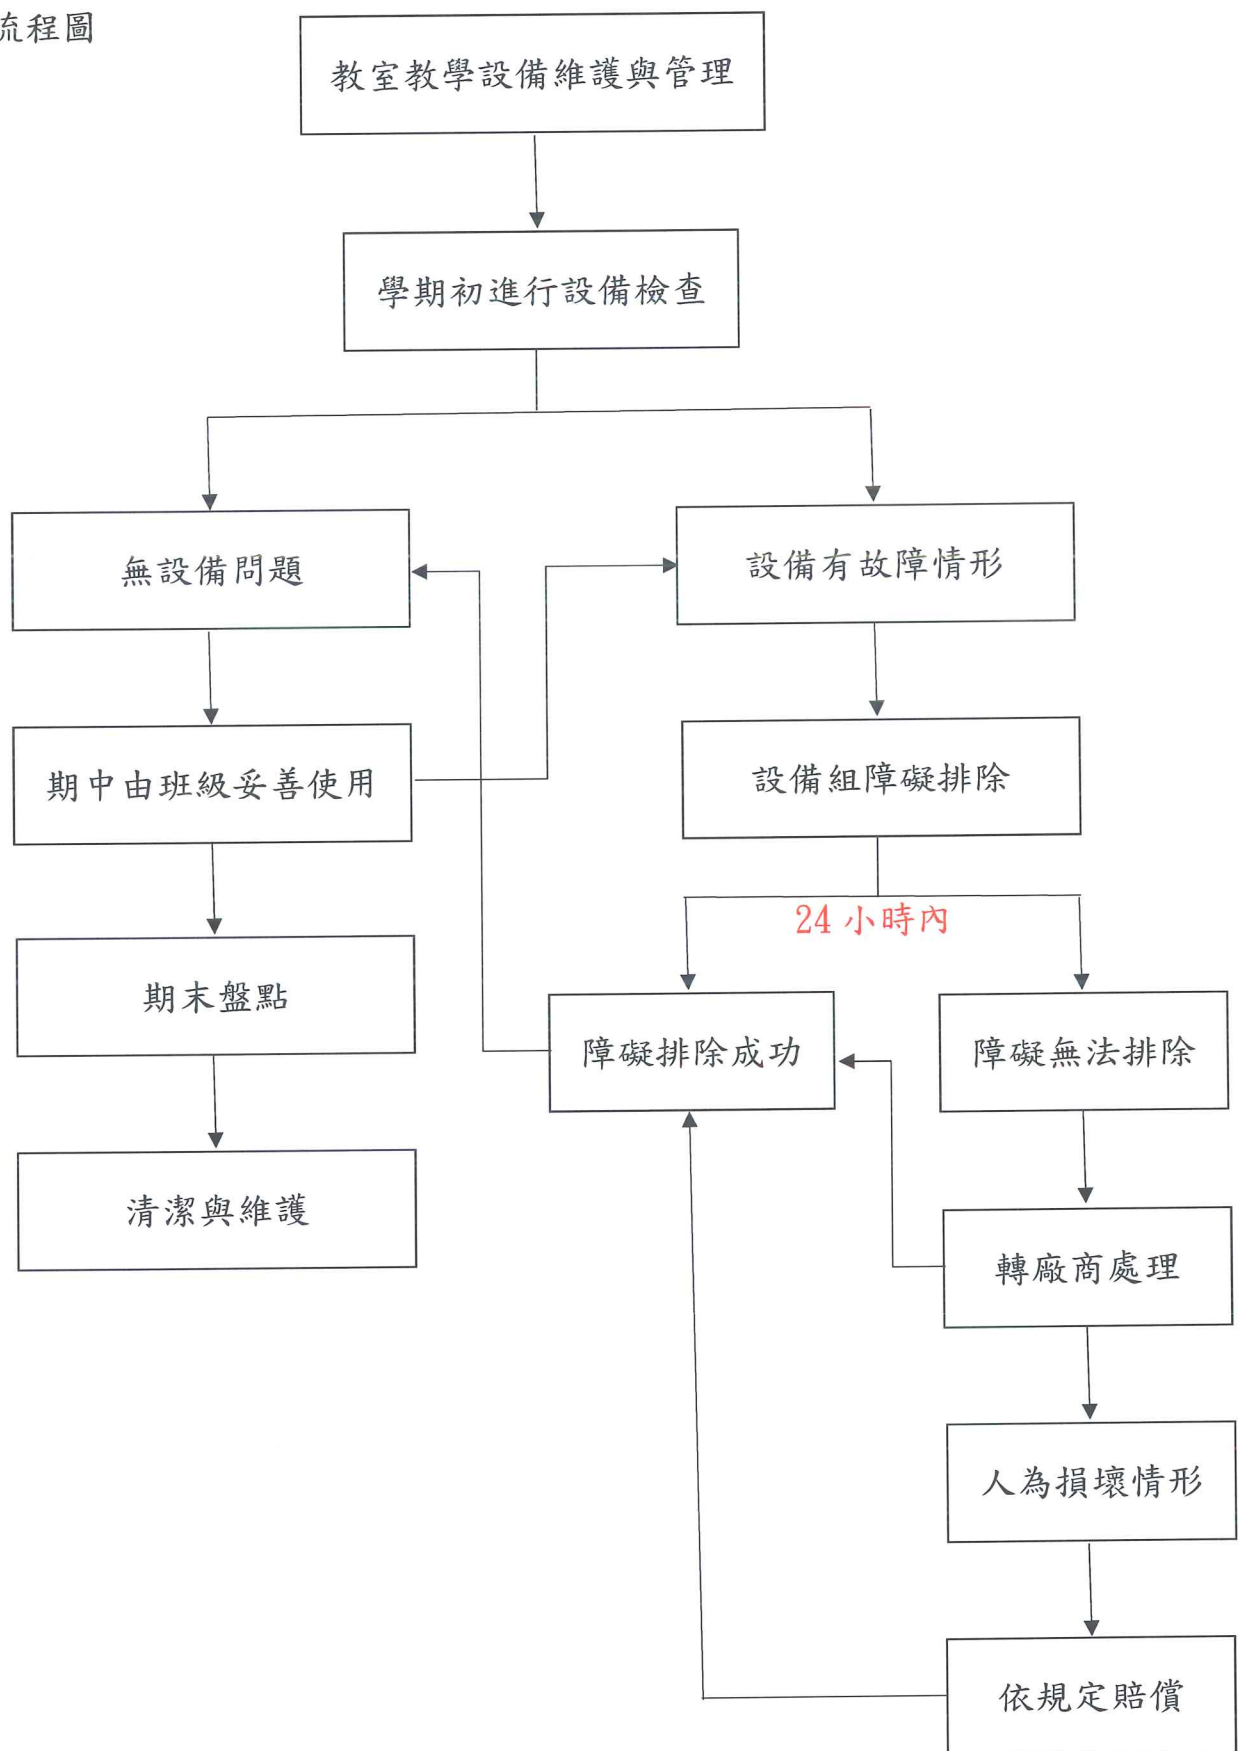 流程圖
教室教學設備維護與管理
學期初進行設備檢查
無設備問題
設備有故障情形
期中由班級妥善使用
設備組障礙排除
24 小時內
期末盤點
障礙排除成功
障礙無法排除
清潔與維護
轉廠商處理
人為損壞情形
依規定賠償